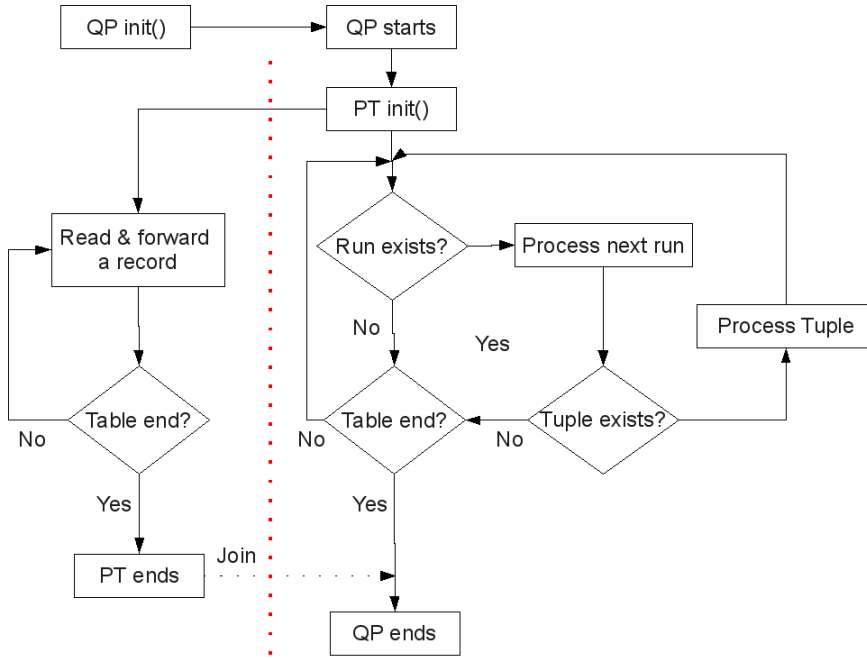 QP init()
QP starts
PT init()
Read & forward
a record
Run exists?
Process next run
Process Tuple
No
Yes
Table end?
Table end?
Tuple exists?
No
No
No
Yes
Yes
Join
PT ends
QP ends